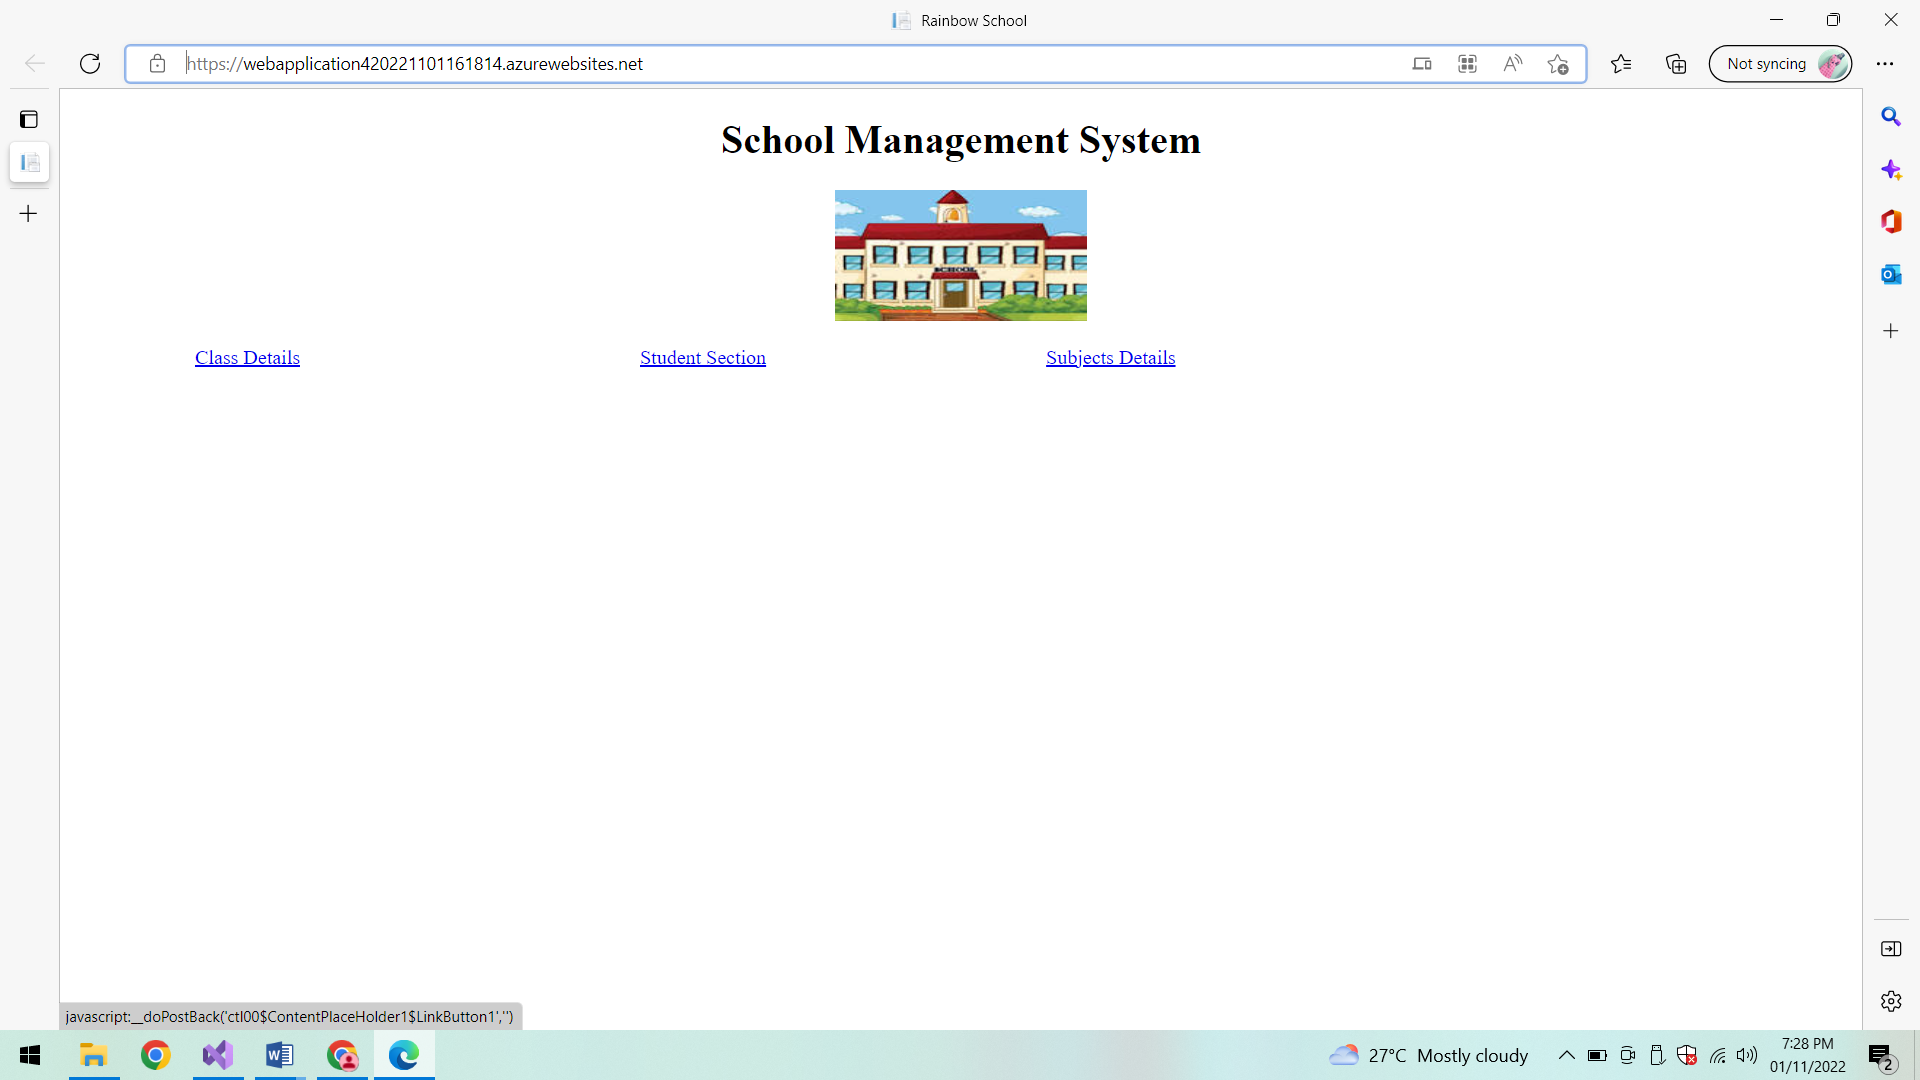 Rainbow School
https://webapplication420221101161814.azurewebsites.net
Not syncing
School Management System
SCHOOL
Class Details Student Section Subjects Details
javascript:__doPostBack('ctl00$ContentPlaceHolder1$LinkButton1','')
27°C Mostly cloudy
7:28 PM
01/11/2022
2